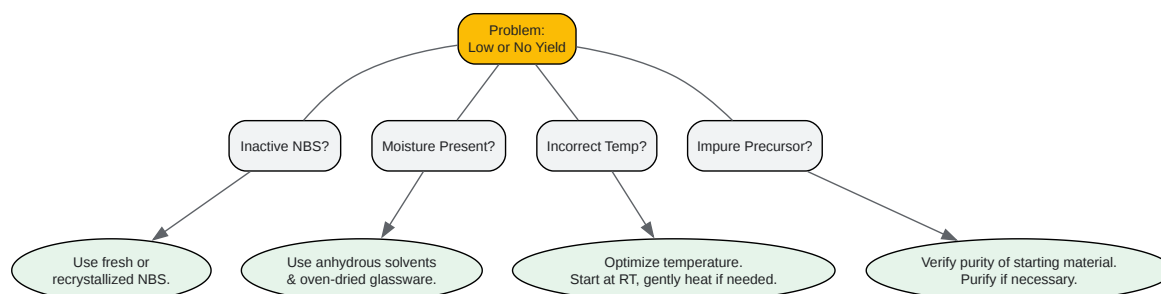 Problem:
Low or No Yield
Inactive NBS?
Moisture Present?
Incorrect Temp?
Impure Precursor?
Use fresh or
recrystallized NBS.
Use anhydrous solvents
& oven-dried glassware.
Optimize temperature.
Start at RT, gently heat if needed.
Verify purity of starting material.
Purify if necessary.